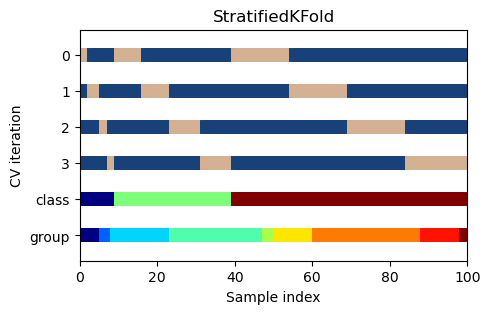 StratifiedKFold
CV iteration
0
1
2
3
class
group
0 20 40 60 80 100
Sample index